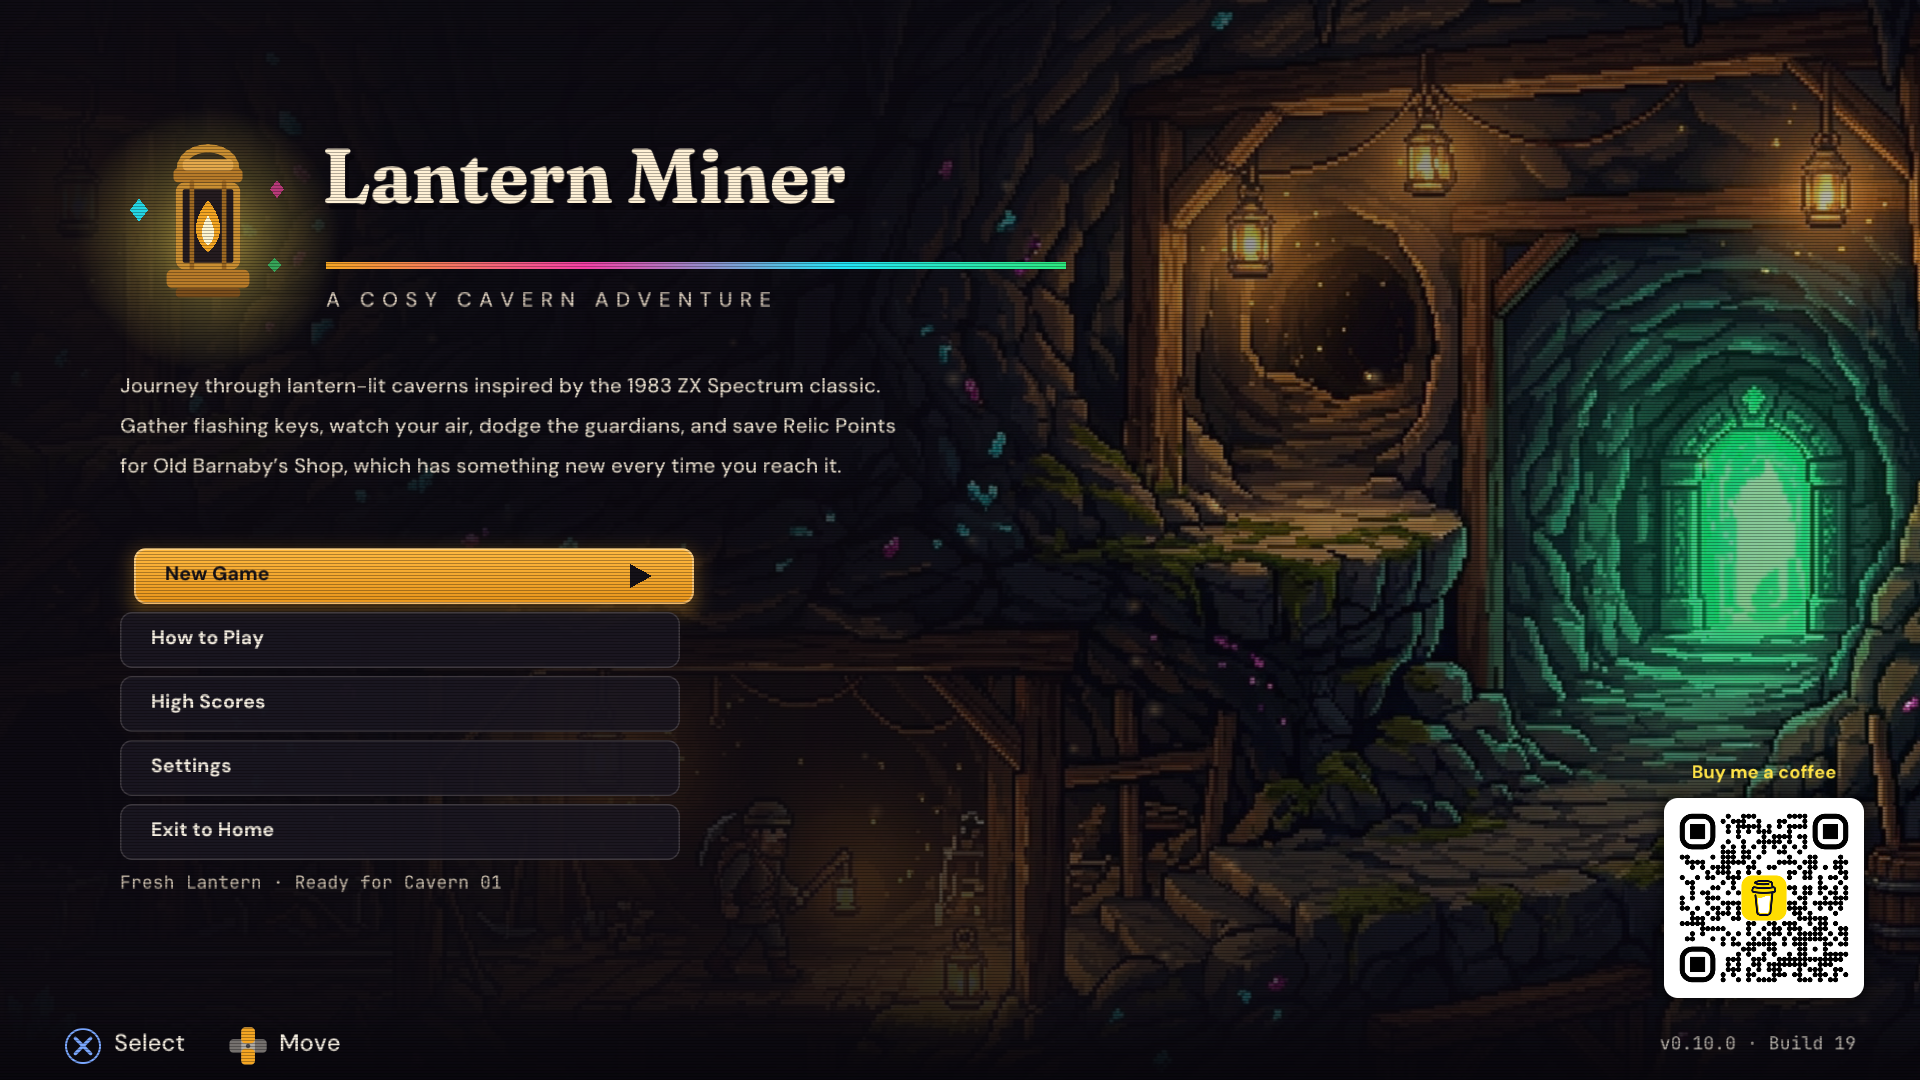 Lantern Miner
A COSY CAVERN ADVENTURE
Journey through lantern-lit caverns inspired by the 1983 ZX Spectrum classic.
Gather flashing keys, watch your air, dodge the guardians, and save Relic Points
for Old Barnaby’s Shop, which has something new every time you reach it.
New Game
How to Play
High Scores
Settings
Exit to Home
Fresh Lantern · Ready for Cavern 01
Buy me a coffee
Select
Move
v0.10.0 · Build 19